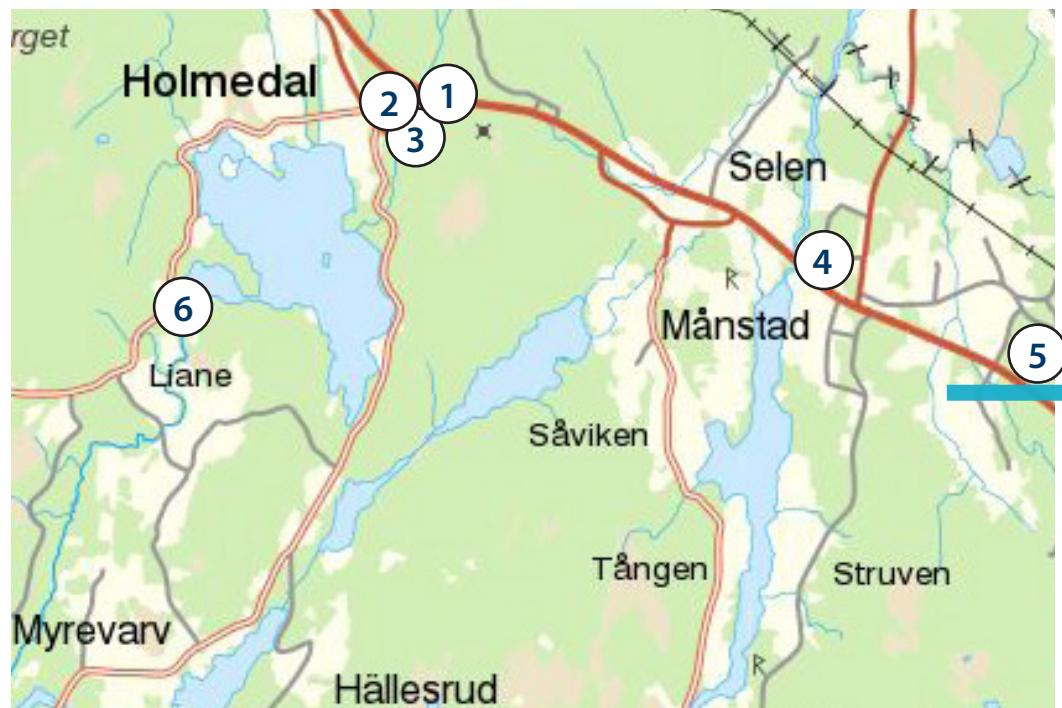 rget
Holmedal
1
2
3
Selen
4
6
Månstad
5
Liane
Såviken
Tången
Struven
Myrevarv
Hällesrud